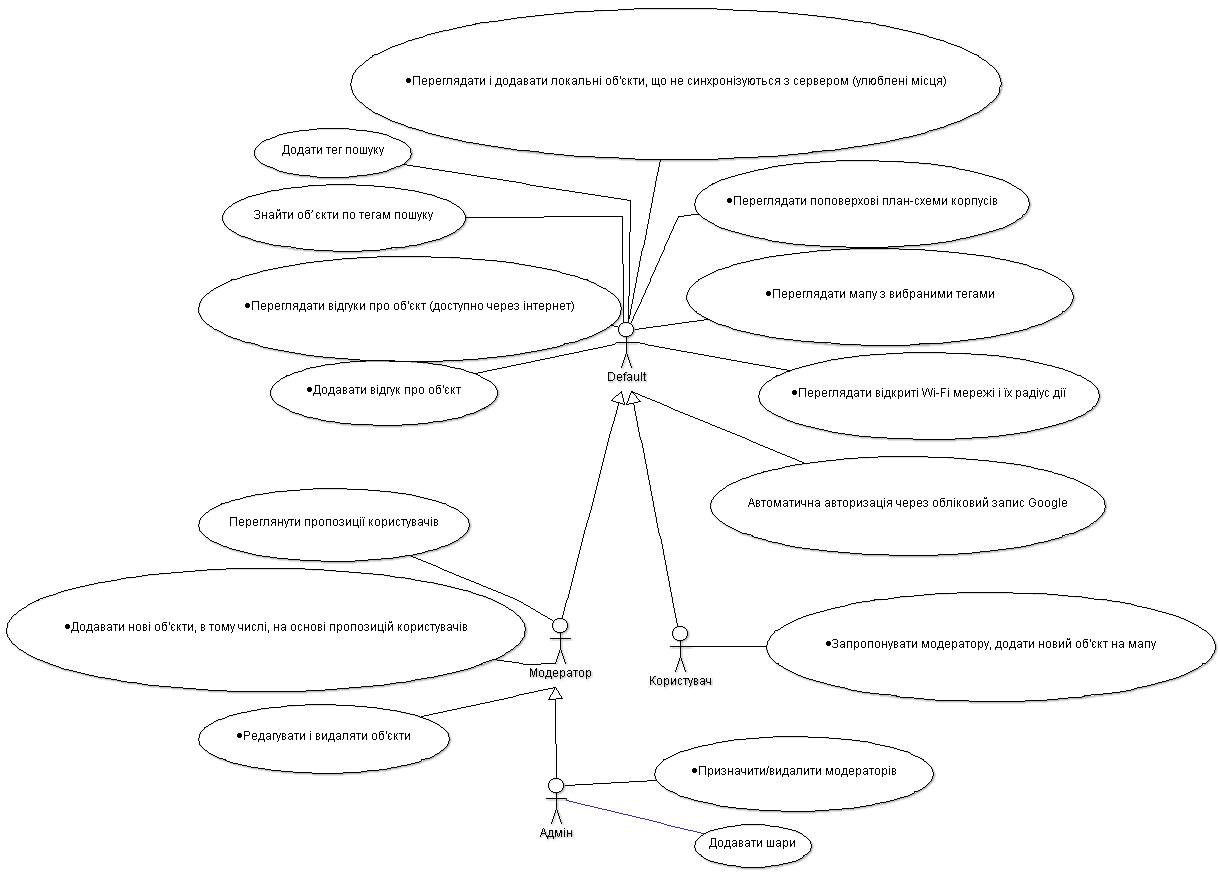 ●Переглядати і додавати локальні об'єкти, що не синхронізуються з сервером (улюблені місця)
Додати тег пошуку
●Переглядати поповерхові план-схеми корпусів
Знайти об'єкти по тегам пошуку
●Переглядати мапу з вибраними тегами
●Переглядати відгуки про об'єкт (доступно через інтернет)
Default
●Додавати відгук про об'єкт
●Переглядати відкриті Wi-Fi мережі і їх радіус дії
Автоматична авторизація через обліковий запис Google
Переглянути пропозиції користувачів
●Додавати нові об'єкти, в тому числі, на основі пропозицій користувачів
●Запропонувати модератору, додати новий об'єкт на мапу
Модератор
Користувач
●Редагувати і видаляти об'єкти
●Призначити/видалити модераторів
Адмін
Додавати шари